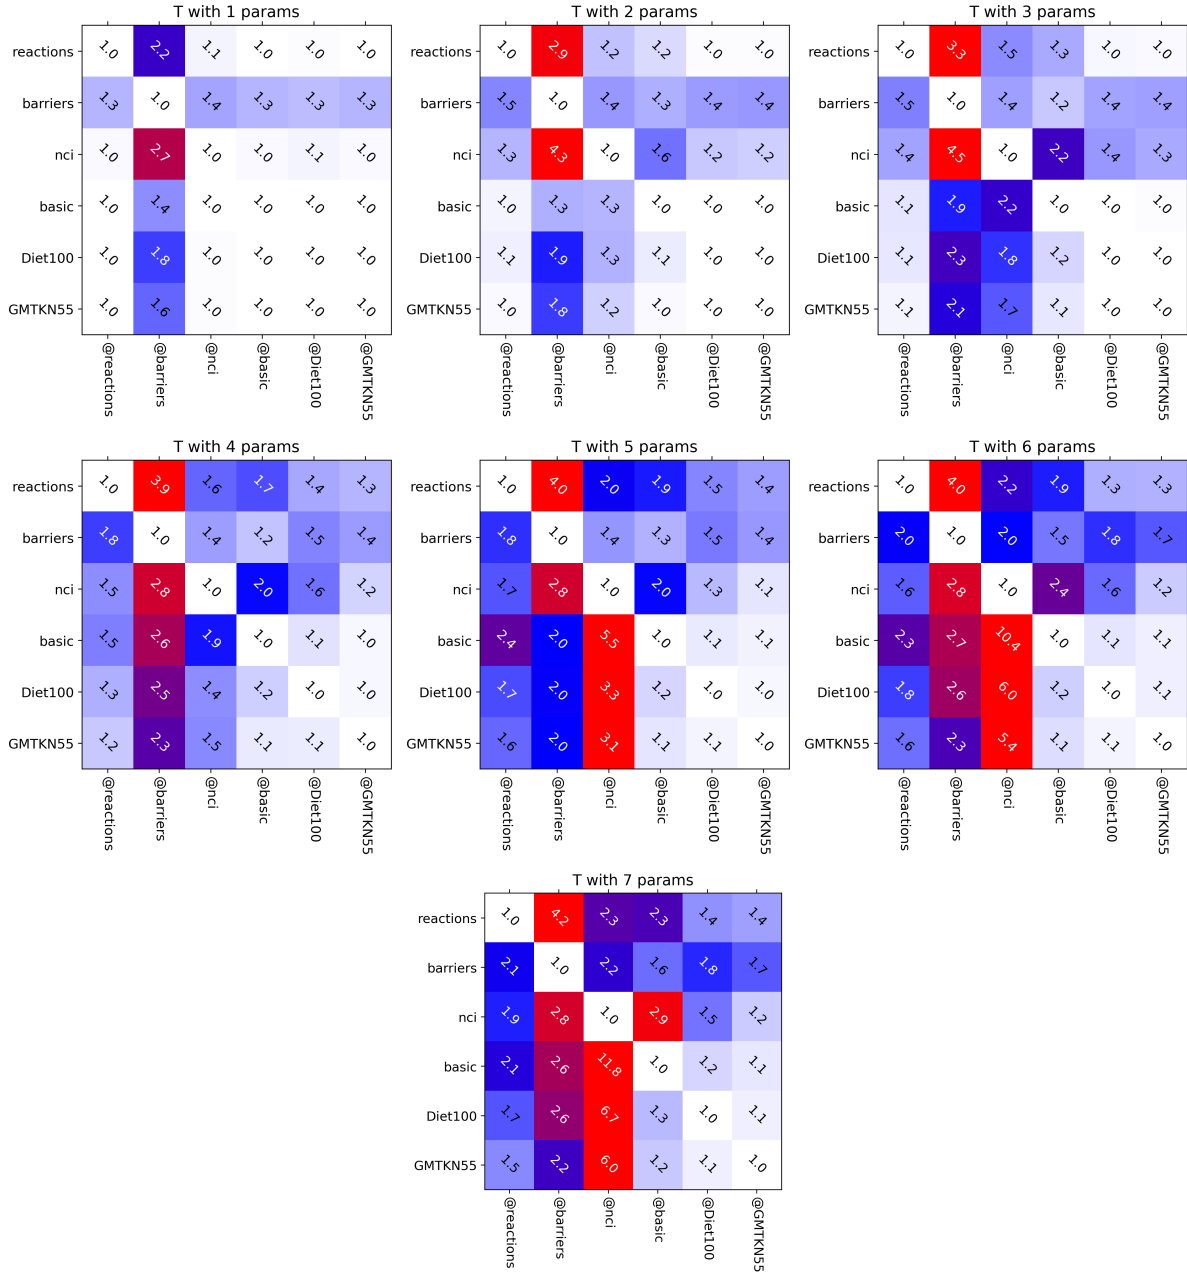 T with 1 params
reactions 1.0 2.2 1.1 1.0 1.0 1.0
barriers 1.3 1.0 1.4 1.3 1.3 1.3
nci 1.0 2.7 1.0 1.0 1.1 1.0
basic 1.0 1.4 1.0 1.0 1.0 1.0
Diet100 1.0 1.8 1.0 1.0 1.0 1.0
GMTKN55 1.0 1.6 1.0 1.0 1.0 1.0
@reactions @barriers @nci @basic @Diet100 @GMTKN55
T with 2 params
reactions 1.0 2.9 1.2 1.2 1.0 1.0
barriers 1.5 1.0 1.4 1.3 1.4 1.4
nci 1.3 4.3 1.0 1.6 1.2 1.2
basic 1.0 1.3 1.3 1.0 1.0 1.0
Diet100 1.1 1.9 1.3 1.1 1.0 1.0
GMTKN55 1.0 1.8 1.2 1.0 1.0 1.0
@reactions @barriers @nci @basic @Diet100 @GMTKN55
T with 3 params
reactions 1.0 3.3 1.5 1.3 1.0 1.0
barriers 1.5 1.0 1.4 1.2 1.4 1.4
nci 1.4 4.5 1.0 2.2 1.4 1.3
basic 1.1 1.9 2.2 1.0 1.0 1.0
Diet100 1.1 2.3 1.8 1.2 1.0 1.0
GMTKN55 1.1 2.1 1.7 1.1 1.0 1.0
@reactions @barriers @nci @basic @Diet100 @GMTKN55
T with 4 params
reactions 1.0 3.9 1.6 1.7 1.4 1.3
barriers 1.8 1.0 1.4 1.2 1.5 1.4
nci 1.5 2.8 1.0 2.0 1.6 1.2
basic 1.5 2.6 1.9 1.0 1.1 1.0
Diet100 1.3 2.5 1.4 1.2 1.0 1.0
GMTKN55 1.2 2.3 1.5 1.1 1.1 1.0
@reactions @barriers @nci @basic @Diet100 @GMTKN55
T with 5 params
reactions 1.0 4.0 2.0 1.9 1.5 1.4
barriers 1.8 1.0 1.4 1.3 1.5 1.4
nci 1.7 2.8 1.0 2.0 1.3 1.1
basic 2.4 2.0 5.5 1.0 1.1 1.1
Diet100 1.7 2.0 3.3 1.2 1.0 1.0
GMTKN55 1.6 2.0 3.1 1.1 1.1 1.0
@reactions @barriers @nci @basic @Diet100 @GMTKN55
T with 6 params
reactions 1.0 4.0 2.2 1.9 1.3 1.3
barriers 2.0 1.0 2.0 1.5 1.8 1.7
nci 1.6 2.8 1.0 2.4 1.6 1.2
basic 2.3 2.7 10.4 1.0 1.1 1.1
Diet100 1.8 2.6 6.0 1.2 1.0 1.1
GMTKN55 1.6 2.3 5.4 1.1 1.1 1.0
@reactions @barriers @nci @basic @Diet100 @GMTKN55
T with 7 params
reactions 1.0 4.2 2.3 2.3 1.4 1.4
barriers 2.1 1.0 2.2 1.6 1.8 1.7
nci 1.9 2.8 1.0 2.9 1.5 1.2
basic 2.1 2.6 11.8 1.0 1.2 1.1
Diet100 1.7 2.6 6.7 1.3 1.0 1.1
GMTKN55 1.5 2.2 6.0 1.2 1.1 1.0
@reactions @barriers @nci @basic @Diet100 @GMTKN55